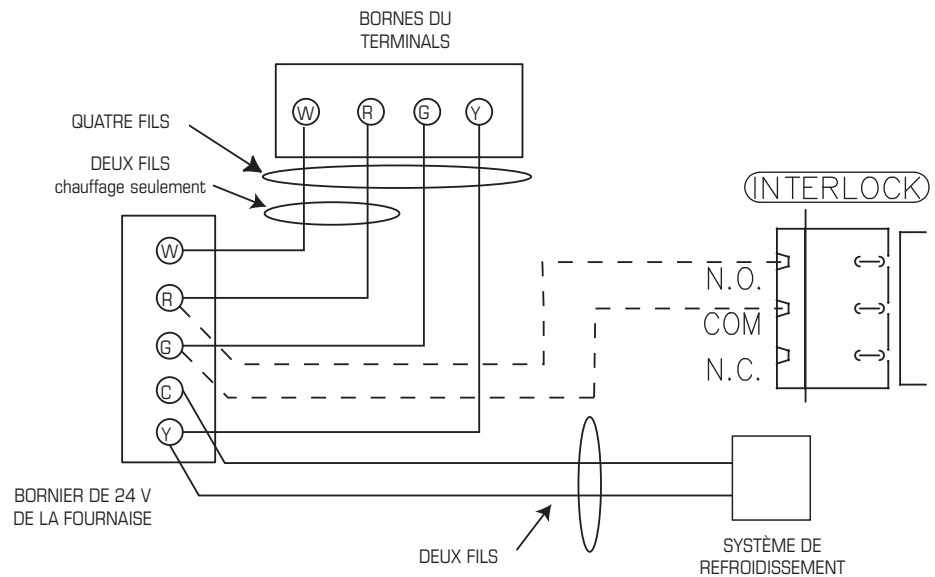 BORNES DU
TERMINALS
W R G Y
QUATRE FILS
DEUX FILS
chauffage seulement
INTERLOCK
W
R
G
C
Y
N.O.
COM
N.C.
BORNIER DE 24 V
DE LA FOURNAISE
DEUX FILS
SYSTÈME DE
REFROIDISSEMENT